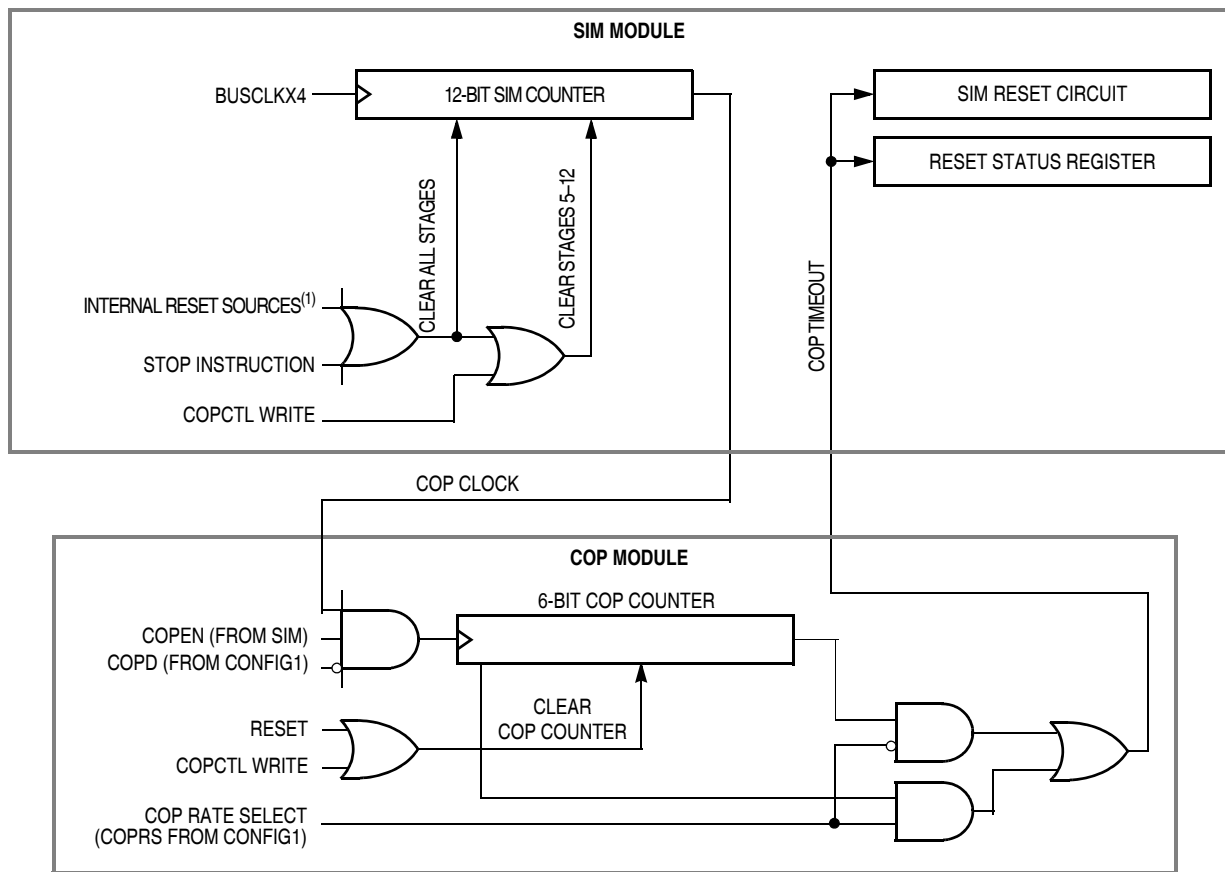 SIM MODULE
BUSCLKX4
12-BIT SIM COUNTER
SIM RESET CIRCUIT
RESET STATUS REGISTER
CLEAR ALL STAGES
CLEAR STAGES 5–12
COP TIMEOUT
INTERNAL RESET SOURCES(1)
STOP INSTRUCTION
COPCTL WRITE
COP CLOCK
COP MODULE
6-BIT COP COUNTER
COPEN (FROM SIM)
COPD (FROM CONFIG1)
CLEAR
COP COUNTER
RESET
COPCTL WRITE
COP RATE SELECT
(COPRS FROM CONFIG1)